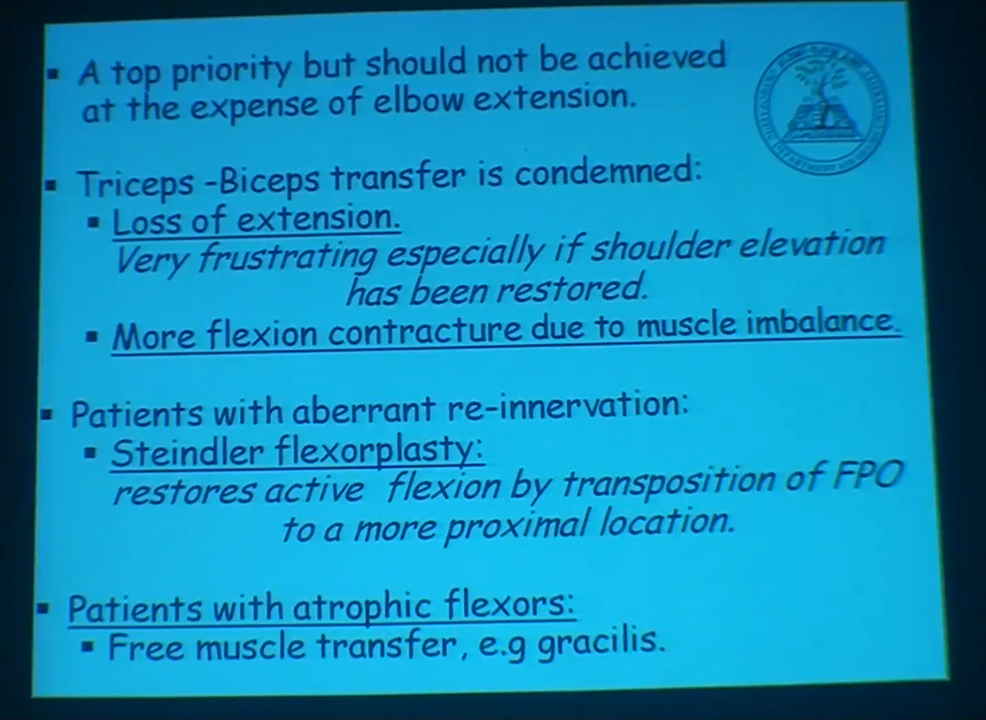 ▪ A top priority but should not be achieved
at the expense of elbow extension.
▪ Triceps -Biceps transfer is condemned:
▪ Loss of extension.
Very frustrating especially if shoulder elevation
has been restored.
▪ More flexion contracture due to muscle imbalance.
▪ Patients with aberrant re-innervation:
▪ Steindler flexorplasty:
restores active flexion by transposition of FPO
to a more proximal location.
▪ Patients with atrophic flexors:
▪ Free muscle transfer, e.g gracilis.